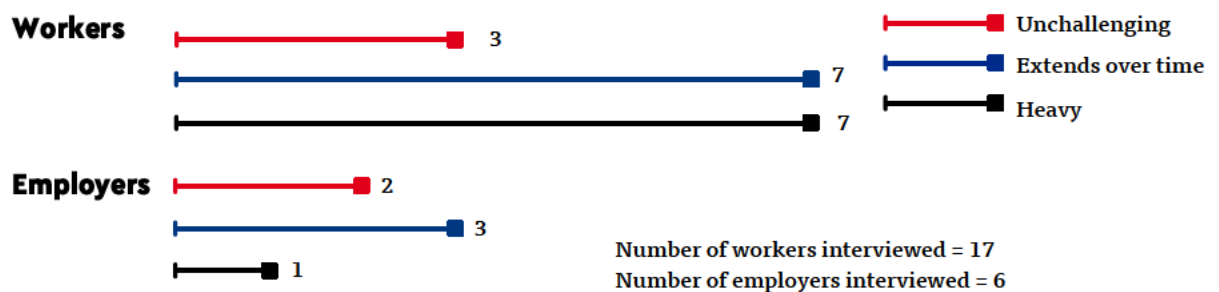 Workers
3
7
7
Unchallenging
Extends over time
Heavy
Employers
2
3
1
Number of workers interviewed = 17
Number of employers interviewed = 6